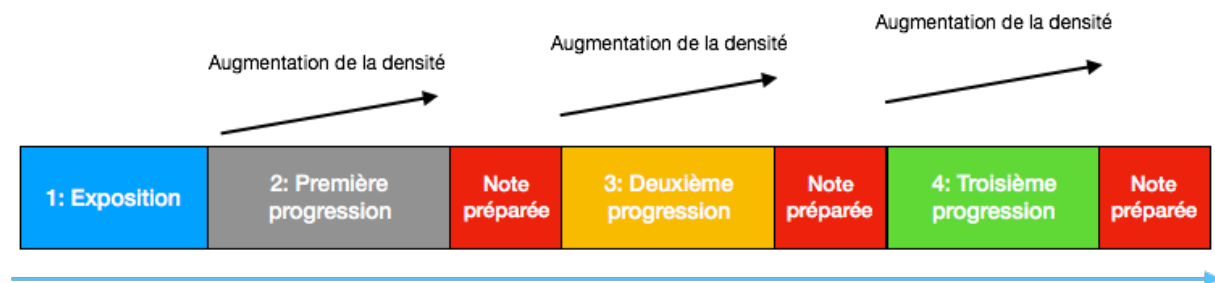 Augmentation de la densité
Augmentation de la densité
Augmentation de la densité
1: Exposition
2: Première
progression
Note
préparée
3: Deuxième
progression
Note
préparée
4: Troisième
progression
Note
préparée